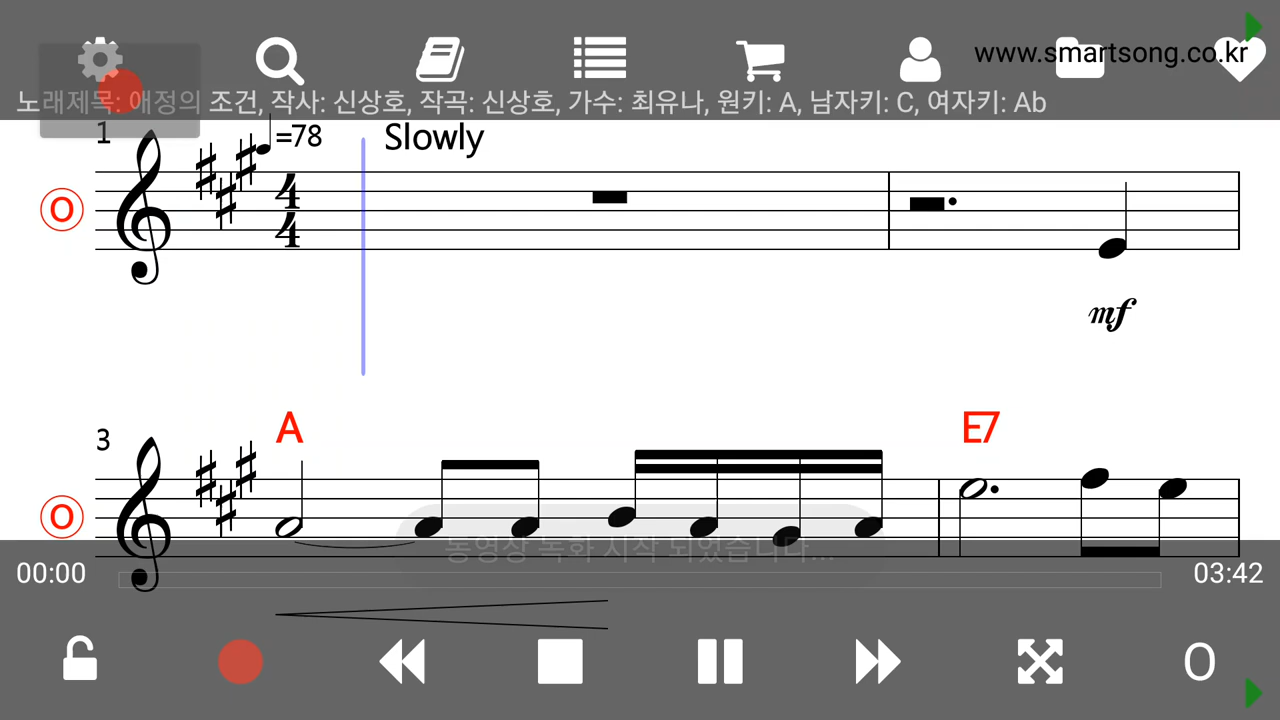 www.smartsong.co.kr
노래제목: 애정의 조건, 작사: 신상호, 작곡: 신상호, 가수: 최유나, 원키: A, 남자키: C, 여자키: Ab
1 =78 Slowly
O 4 4
mf
3 A E7
O
동영상 녹화 시작 되었습니다...
00:00 03:42
O